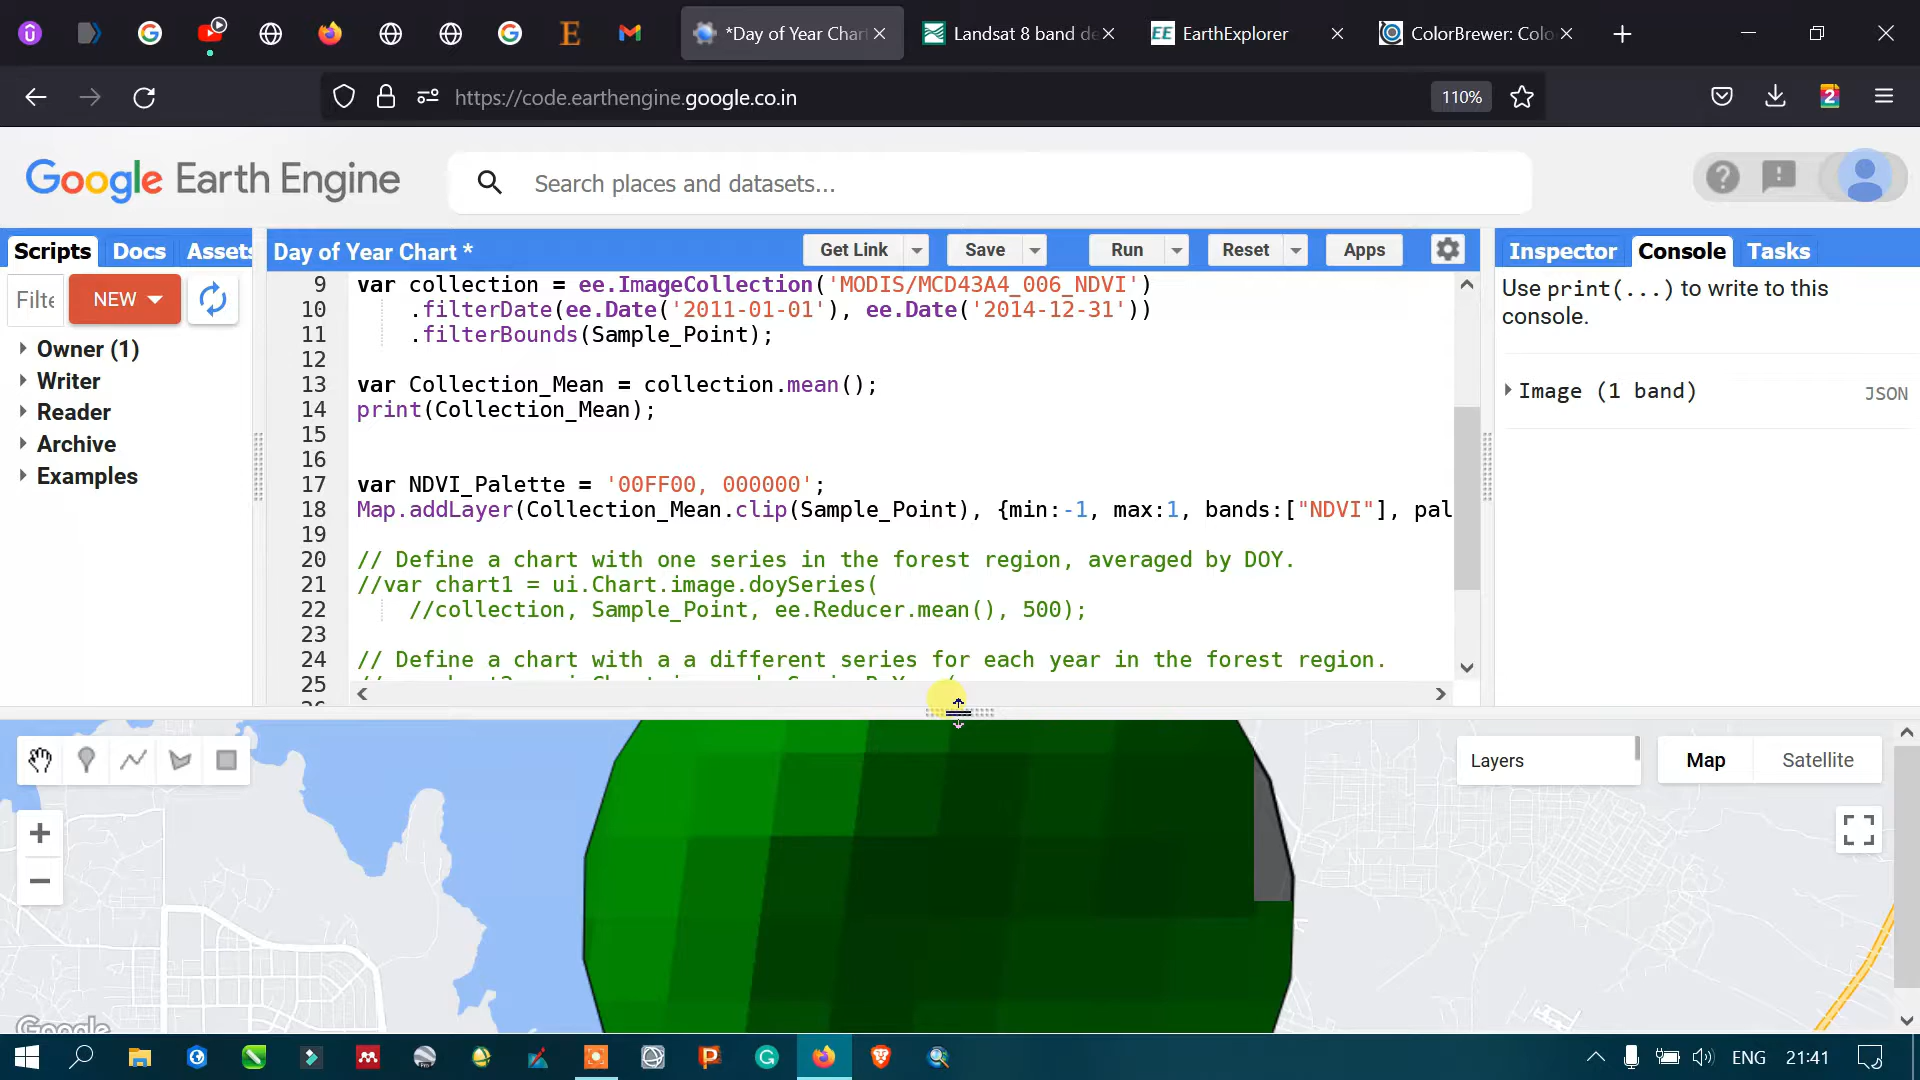 *Day of Year Char
Landsat 8 band de
EarthExplorer
ColorBrewer: Colo
https://code.earthengine.google.co.in
110%
2
Google Earth Engine
Search places and datasets...
Scripts
Docs
Assets
Day of Year Chart *
Get Link
Save
Run
Reset
Apps
Inspector
Console
Tasks
Filte
NEW
Owner (1)
Writer
Reader
Archive
Examples
9 var collection = ee.ImageCollection('MODIS/MCD43A4_006_NDVI')
10 .filterDate(ee.Date('2011-01-01'), ee.Date('2014-12-31'))
11 .filterBounds(Sample_Point);
12
13 var Collection_Mean = collection.mean();
14 print(Collection_Mean);
15
16
17 var NDVI_Palette = '00FF00, 000000';
18 Map.addLayer(Collection_Mean.clip(Sample_Point), {min:-1, max:1, bands:["NDVI"], pal
19
20 // Define a chart with one series in the forest region, averaged by DOY.
21 //var chart1 = ui.Chart.image.doySeries(
22 //collection, Sample_Point, ee.Reducer.mean(), 500);
23
24 // Define a chart with a a different series for each year in the forest region.
25
Use print(...) to write to this
console.
Image (1 band)
JSON
Layers
Map
Satellite
Google
ENG
21:41